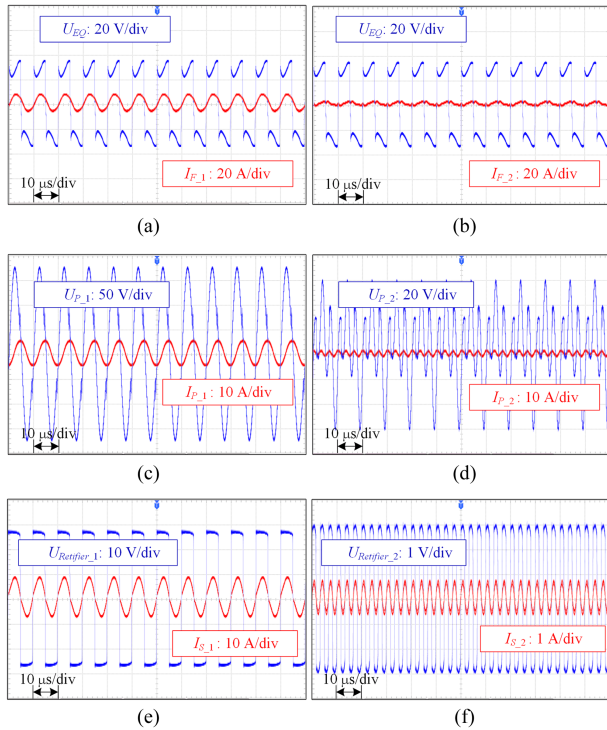 U_EQ: 20 V/div
I_F_1 : 20 A/div
10 μs/div
(a)
U_EQ: 20 V/div
I_F_2 : 20 A/div
10 μs/div
(b)
U_P_1: 50 V/div
I_P_1 : 10 A/div
10 μs/div
(c)
U_P_2: 20 V/div
I_P_2 : 10 A/div
10 μs/div
(d)
U_Retifier_1: 10 V/div
I_S_1 : 10 A/div
10 μs/div
(e)
U_Retifier_2: 1 V/div
I_S_2 : 1 A/div
10 μs/div
(f)